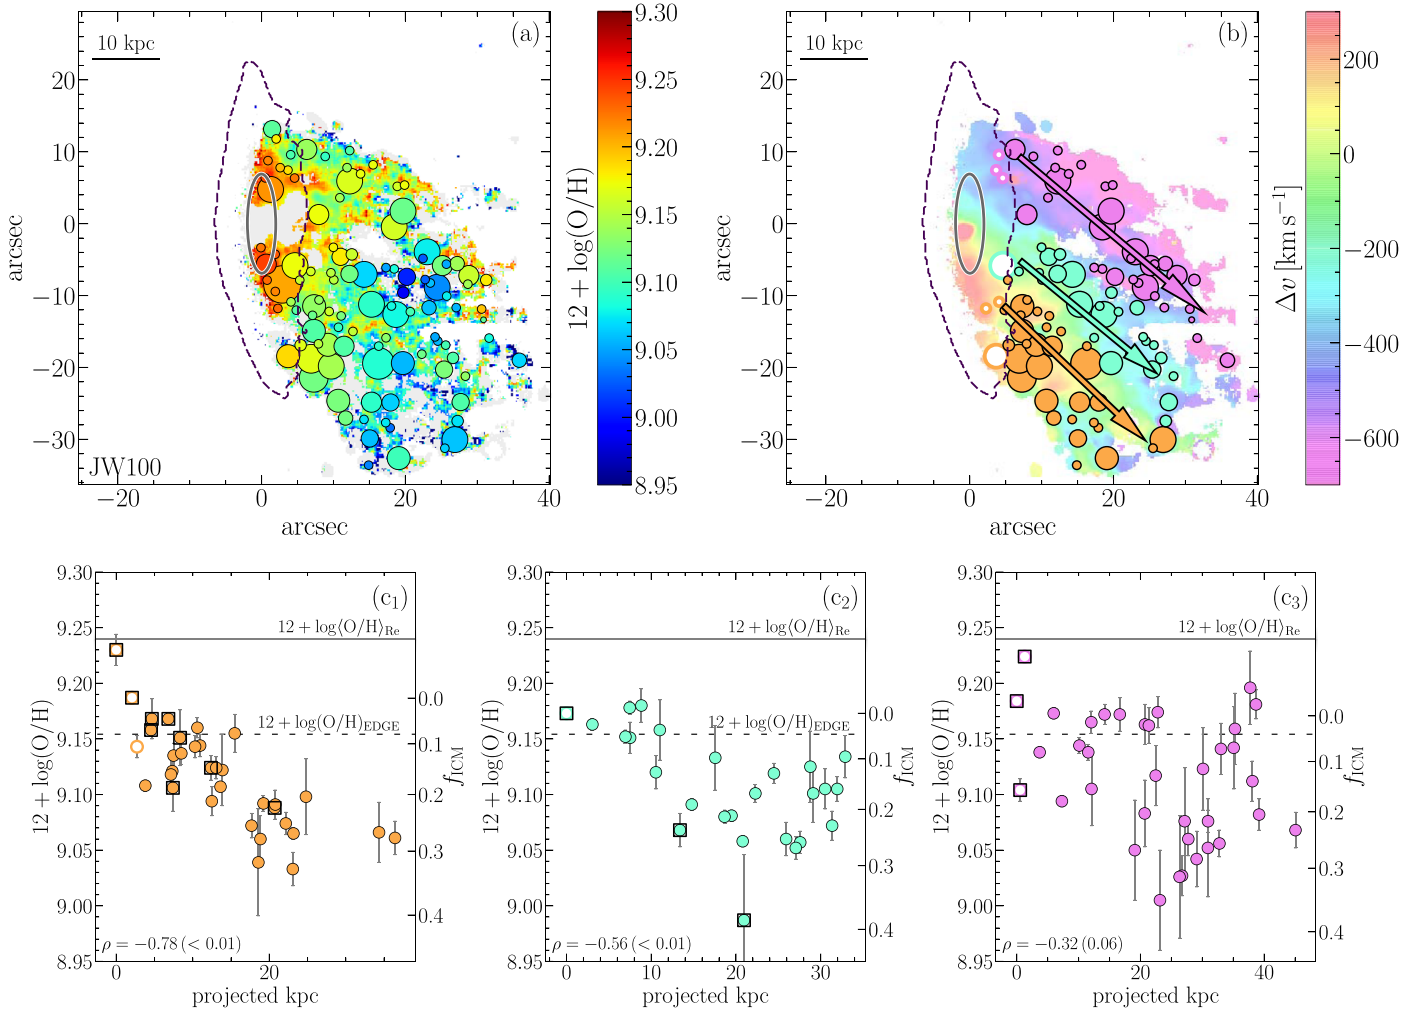 (a)
10 kpc
JW100
20
10
0
−10
−20
−30
arcsec
−20 0 20 40
arcsec
9.30
9.25
9.20
9.15
9.10
9.05
9.00
8.95
12 + log(O/H)
(b)
10 kpc
20
10
0
−10
−20
−30
arcsec
−20 0 20 40
arcsec
200
0
−200
−400
−600
Δv [km s⁻¹]
(c₁)
12 + log⟨O/H⟩Re
12 + log(O/H)EDGE
ρ = −0.78 (< 0.01)
9.30
9.25
9.20
9.15
9.10
9.05
9.00
8.95
12 + log(O/H)
0 20
projected kpc
0.0
0.1
0.2
0.3
0.4
fICM
(c₂)
12 + log⟨O/H⟩Re
12 + log(O/H)EDGE
ρ = −0.56 (< 0.01)
9.30
9.25
9.20
9.15
9.10
9.05
9.00
8.95
12 + log(O/H)
0 10 20 30
projected kpc
0.0
0.1
0.2
0.3
0.4
fICM
(c₃)
12 + log⟨O/H⟩Re
ρ = −0.32 (0.06)
9.30
9.25
9.20
9.15
9.10
9.05
9.00
8.95
12 + log(O/H)
0 20 40
projected kpc
0.0
0.1
0.2
0.3
0.4
fICM